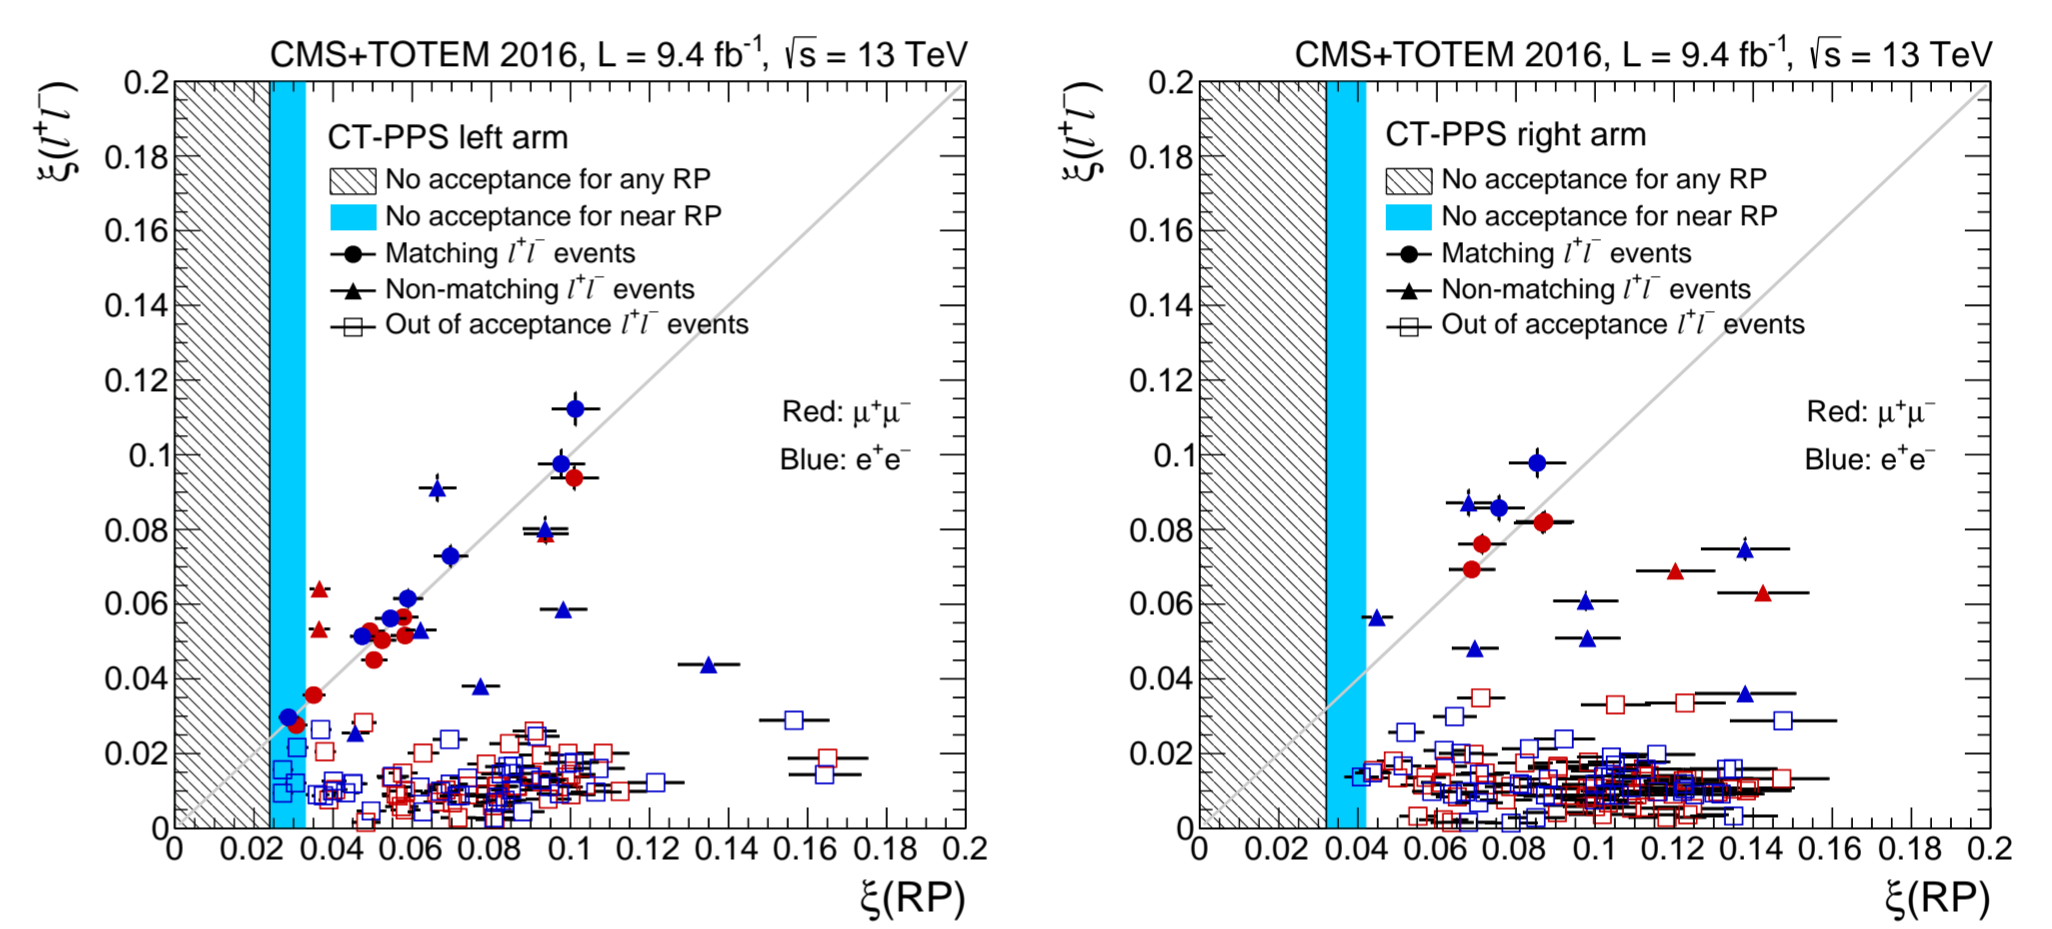 CMS+TOTEM 2016, L = 9.4 fb⁻¹, √s = 13 TeV
ξ(l⁺l⁻)
0.2
0.18
0.16
0.14
0.12
0.1
0.08
0.06
0.04
0.02
0
CT-PPS left arm
No acceptance for any RP
No acceptance for near RP
Matching l⁺l⁻ events
Non-matching l⁺l⁻ events
Out of acceptance l⁺l⁻ events
Red: μ⁺μ⁻
Blue: e⁺e⁻
0 0.02 0.04 0.06 0.08 0.1 0.12 0.14 0.16 0.18 0.2
ξ(RP)
CMS+TOTEM 2016, L = 9.4 fb⁻¹, √s = 13 TeV
ξ(l⁺l⁻)
0.2
0.18
0.16
0.14
0.12
0.1
0.08
0.06
0.04
0.02
0
CT-PPS right arm
No acceptance for any RP
No acceptance for near RP
Matching l⁺l⁻ events
Non-matching l⁺l⁻ events
Out of acceptance l⁺l⁻ events
Red: μ⁺μ⁻
Blue: e⁺e⁻
0 0.02 0.04 0.06 0.08 0.1 0.12 0.14 0.16 0.18 0.2
ξ(RP)